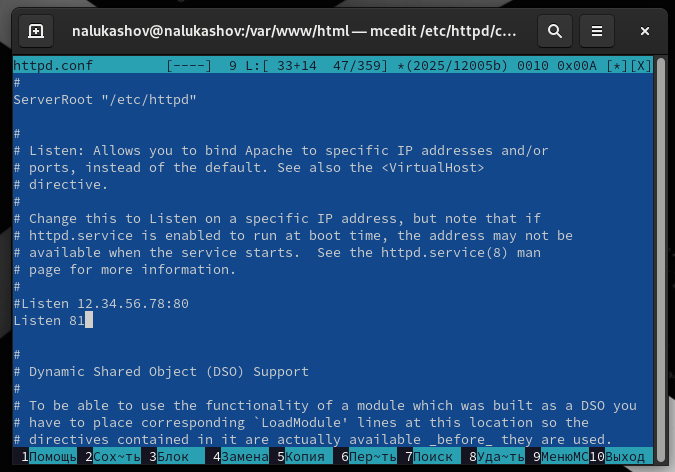 nalukashov@nalukashov:/var/www/html — mcedit /etc/httpd/c...
httpd.conf         [----]  9 L:[ 33+14  47/359] *(2025/12005b) 0010 0x00A [*][X]
#
ServerRoot "/etc/httpd"
#
# Listen: Allows you to bind Apache to specific IP addresses and/or
# ports, instead of the default. See also the <VirtualHost>
# directive.
#
# Change this to Listen on a specific IP address, but note that if
# httpd.service is enabled to run at boot time, the address may not be
# available when the service starts.  See the httpd.service(8) man
# page for more information.
#
#Listen 12.34.56.78:80
Listen 81
#
# Dynamic Shared Object (DSO) Support
#
# To be able to use the functionality of a module which was built as a DSO you
# have to place corresponding `LoadModule' lines at this location so the
# directives contained in it are actually available _before_ they are used.
1Помощь 2Сох~ть 3Блок 4Замена 5Копия 6Пер~ть 7Поиск 8Уда~ть 9МенюMC 10Выход